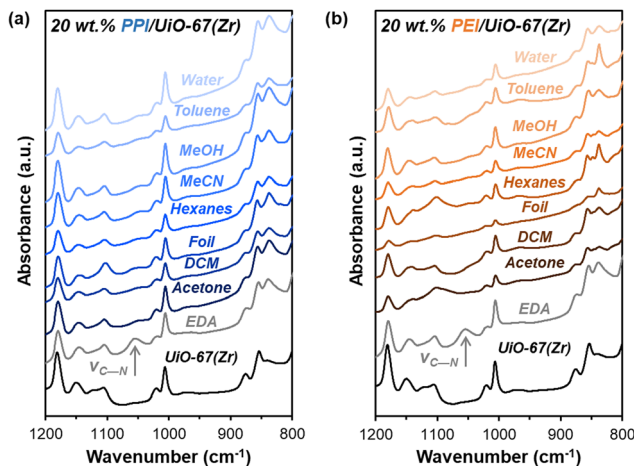 (a)
20 wt.% PPI/UiO-67(Zr)
Water
Toluene
MeOH
MeCN
Hexanes
Foil
DCM
Acetone
EDA
νC—N
UiO-67(Zr)
Absorbance (a.u.)
1200 1100 1000 900 800
Wavenumber (cm⁻¹)
(b)
20 wt.% PEI/UiO-67(Zr)
Water
Toluene
MeOH
MeCN
Hexanes
Foil
DCM
Acetone
EDA
νC—N
UiO-67(Zr)
Absorbance (a.u.)
1200 1100 1000 900 800
Wavenumber (cm⁻¹)